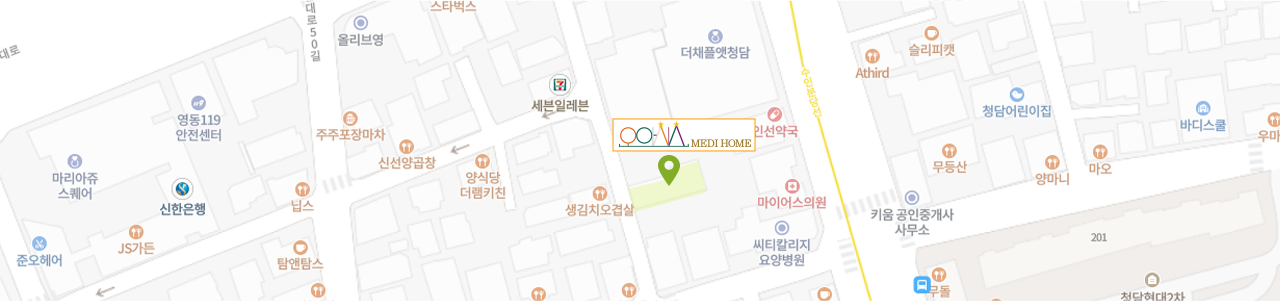 스타벅스
대로50길
대로
올리브영
더채플앳청담
슬리피캣
Athird
세븐일레븐
영동119
안전센터
주주포장마차
청담어린이집
바디스쿨
인선약국
MEDI HOME
신선양곱창
양식당
더램키친
마리아쥬
스퀘어
신한은행
닙스
생김치오겹살
마이어스의원
무등산
양마니
마오
우마
키움 공인중개사
사무소
JS가든
준오헤어
탐앤탐스
씨티칼리지
요양병원
201
무돌
청담현대2차